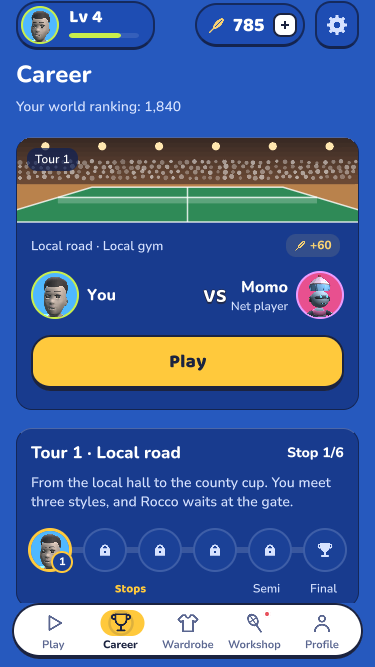 Lv 4
785
Career
Your world ranking: 1,840
Tour 1
Local road · Local gym
+60
You
VS
Momo
Net player
Play
Tour 1 · Local road
Stop 1/6
From the local hall to the county cup. You meet
three styles, and Rocco waits at the gate.
1
Stops
Semi
Final
Play
Career
Wardrobe
Workshop
Profile